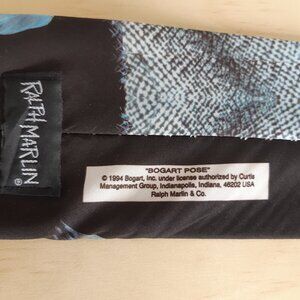 RALPH MARLIN ®
"BOGART POSE"
© 1994 Bogart, Inc. under license authorized by Curtis
Management Group, Indianapolis, Indiana, 46202 USA
Ralph Marlin & Co.